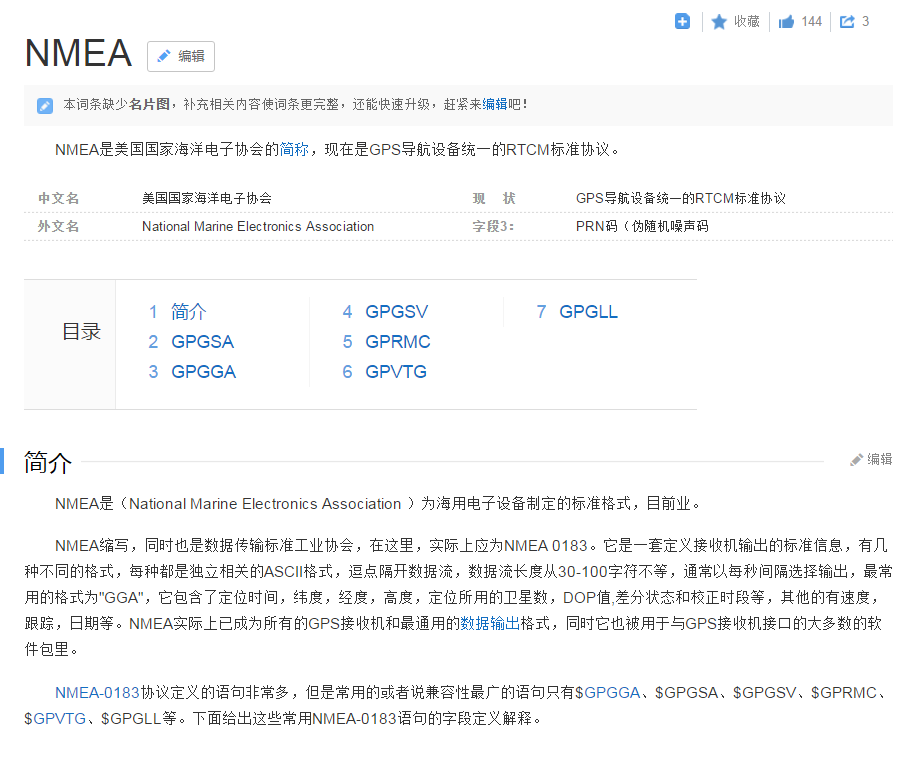 收藏 144 3
NMEA 编辑
本词条缺少名片图，补充相关内容使词条更完整，还能快速升级，赶紧来编辑吧！
NMEA是美国国家海洋电子协会的简称，现在是GPS导航设备统一的RTCM标准协议。
中文名 美国国家海洋电子协会 现 状 GPS导航设备统一的RTCM标准协议
外文名 National Marine Electronics Association 字段3： PRN码（伪随机噪声码
目录
1 简介
2 GPGSA
3 GPGGA
4 GPGSV
5 GPRMC
6 GPVTG
7 GPGLL
简介 编辑
NMEA是（National Marine Electronics Association ）为海用电子设备制定的标准格式，目前业。
NMEA缩写，同时也是数据传输标准工业协会，在这里，实际上应为NMEA 0183。它是一套定义接收机输出的标准信息，有几
种不同的格式，每种都是独立相关的ASCII格式，逗点隔开数据流，数据流长度从30-100字符不等，通常以每秒间隔选择输出，最常
用的格式为"GGA"，它包含了定位时间，纬度，经度，高度，定位所用的卫星数，DOP值,差分状态和校正时段等，其他的有速度，
跟踪，日期等。NMEA实际上已成为所有的GPS接收机和最通用的数据输出格式，同时它也被用于与GPS接收机接口的大多数的软
件包里。
NMEA-0183协议定义的语句非常多，但是常用的或者说兼容性最广的语句只有$GPGGA、$GPGSA、$GPGSV、$GPRMC、
$GPVTG、$GPGLL等。下面给出这些常用NMEA-0183语句的字段定义解释。